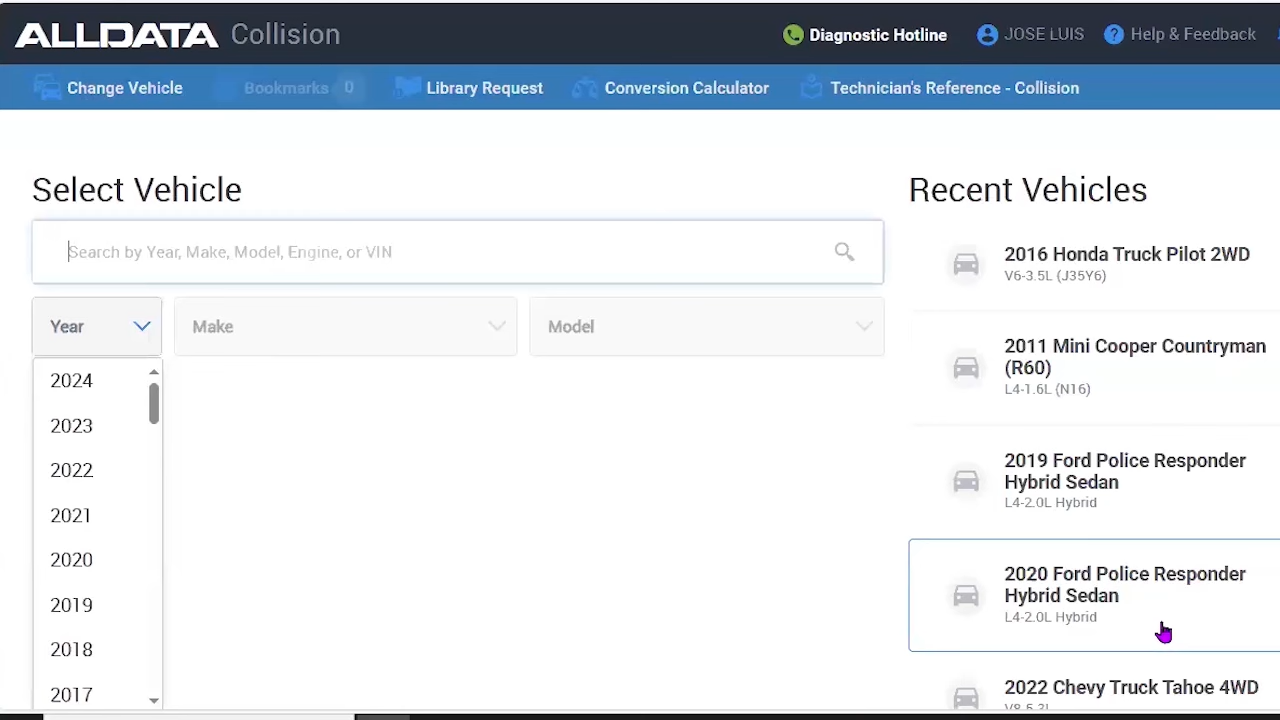 ALLDATA Collision
Diagnostic Hotline
JOSE LUIS
Help & Feedback
Change Vehicle
Bookmarks 0
Library Request
Conversion Calculator
Technician's Reference - Collision
Select Vehicle
Search by Year, Make, Model, Engine, or VIN
Year
Make
Model
2024
2023
2022
2021
2020
2019
2018
2017
Recent Vehicles
2016 Honda Truck Pilot 2WD
V6-3.5L (J35Y6)
2011 Mini Cooper Countryman
(R60)
L4-1.6L (N16)
2019 Ford Police Responder
Hybrid Sedan
L4-2.0L Hybrid
2020 Ford Police Responder
Hybrid Sedan
L4-2.0L Hybrid
2022 Chevy Truck Tahoe 4WD
V8-5.3L